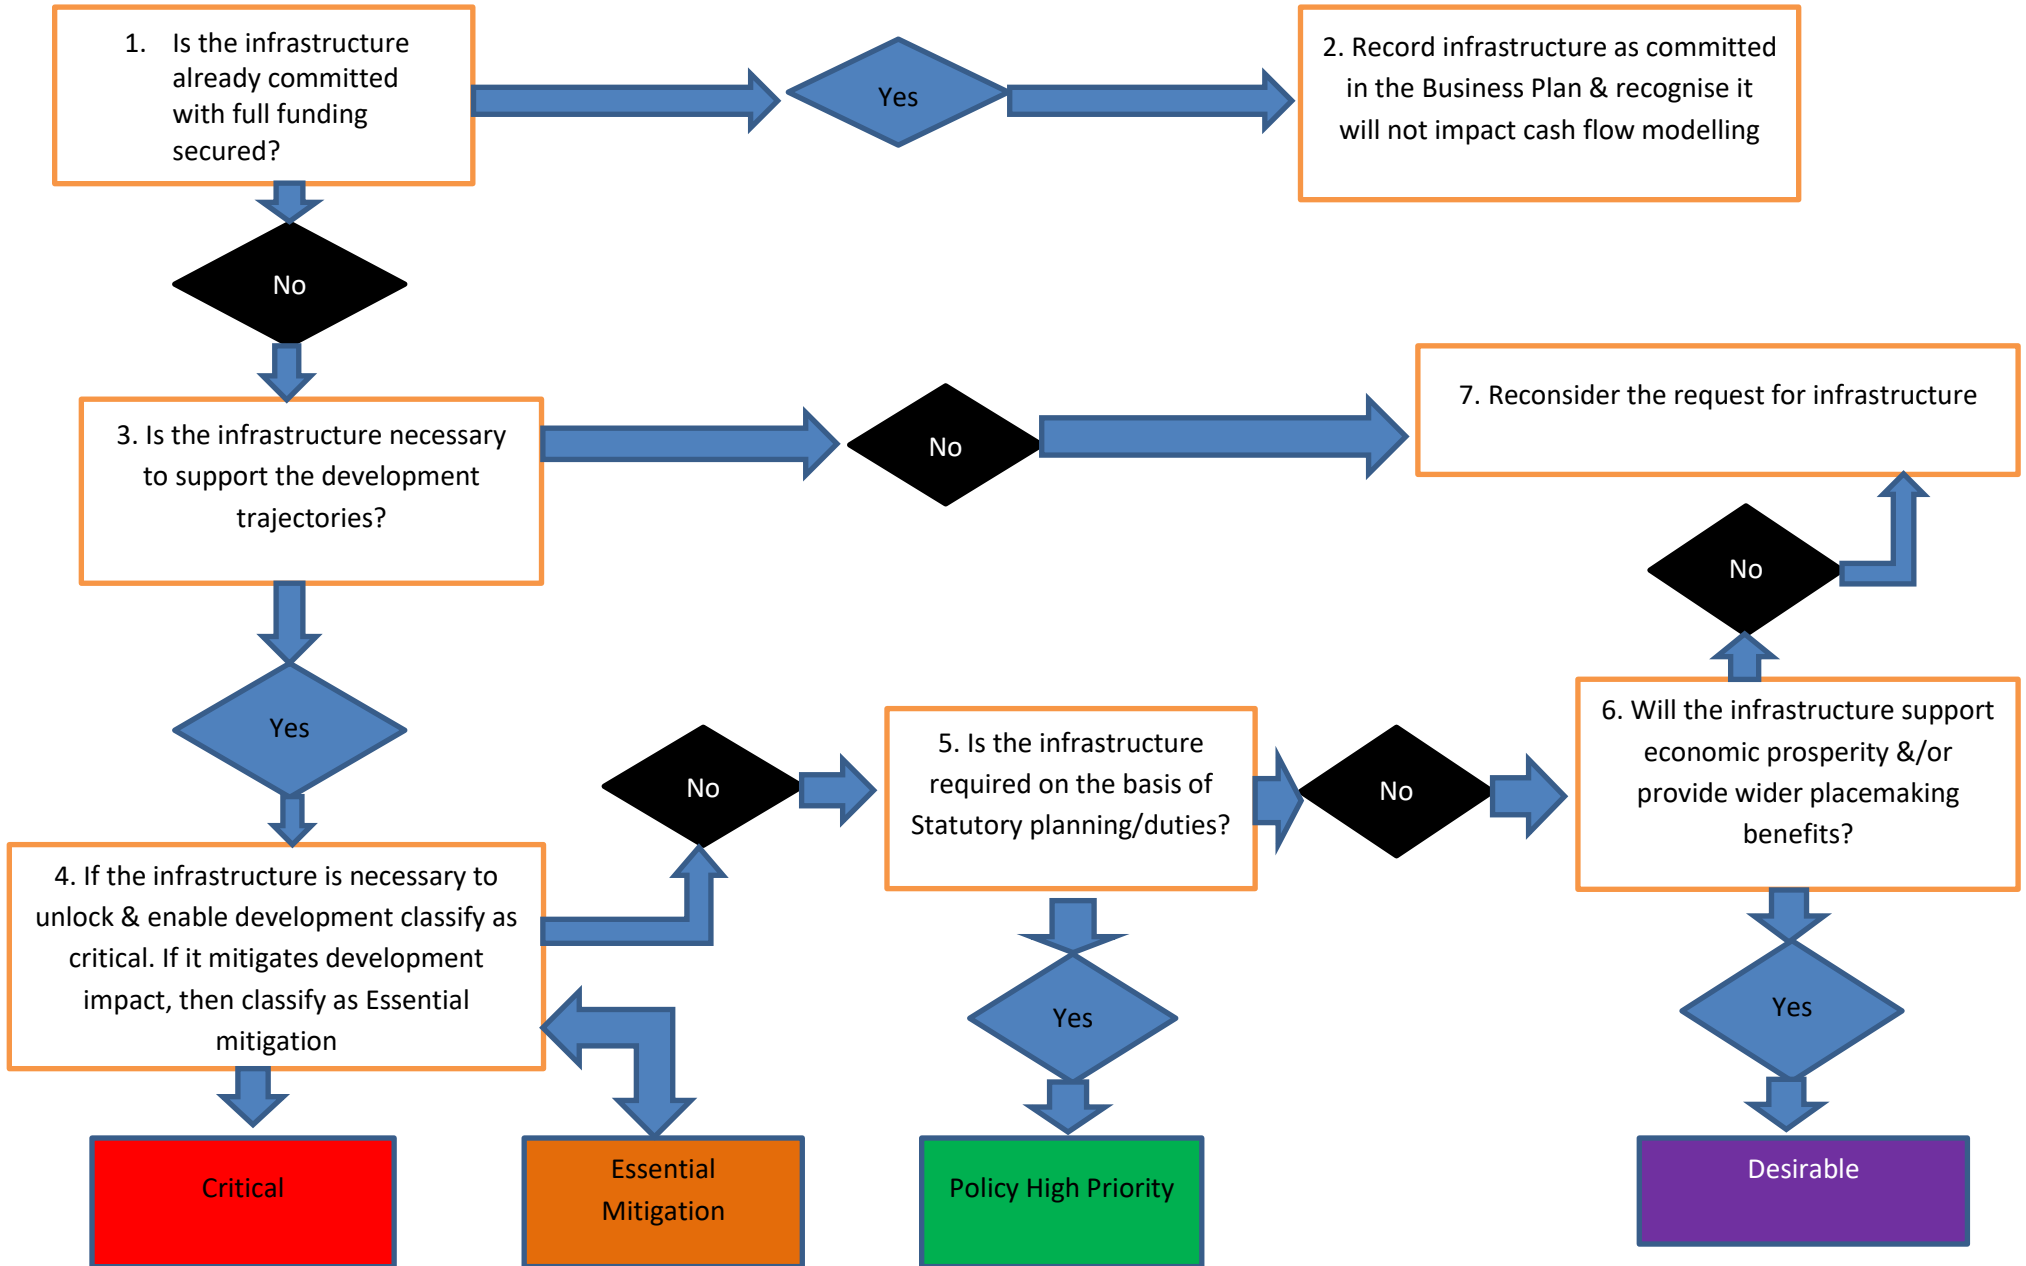 1. Is the infrastructure
already committed
with full funding
secured?
Yes
2. Record infrastructure as committed
in the Business Plan & recognise it
will not impact cash flow modelling
No
3. Is the infrastructure necessary
to support the development
trajectories?
No
7. Reconsider the request for infrastructure
No
Yes
4. If the infrastructure is necessary to
unlock & enable development classify as
critical. If it mitigates development
impact, then classify as Essential
mitigation
No
5. Is the infrastructure
required on the basis of
Statutory planning/duties?
No
6. Will the infrastructure support
economic prosperity &/or
provide wider placemaking
benefits?
Yes
Yes
Critical
Essential
Mitigation
Policy High Priority
Desirable